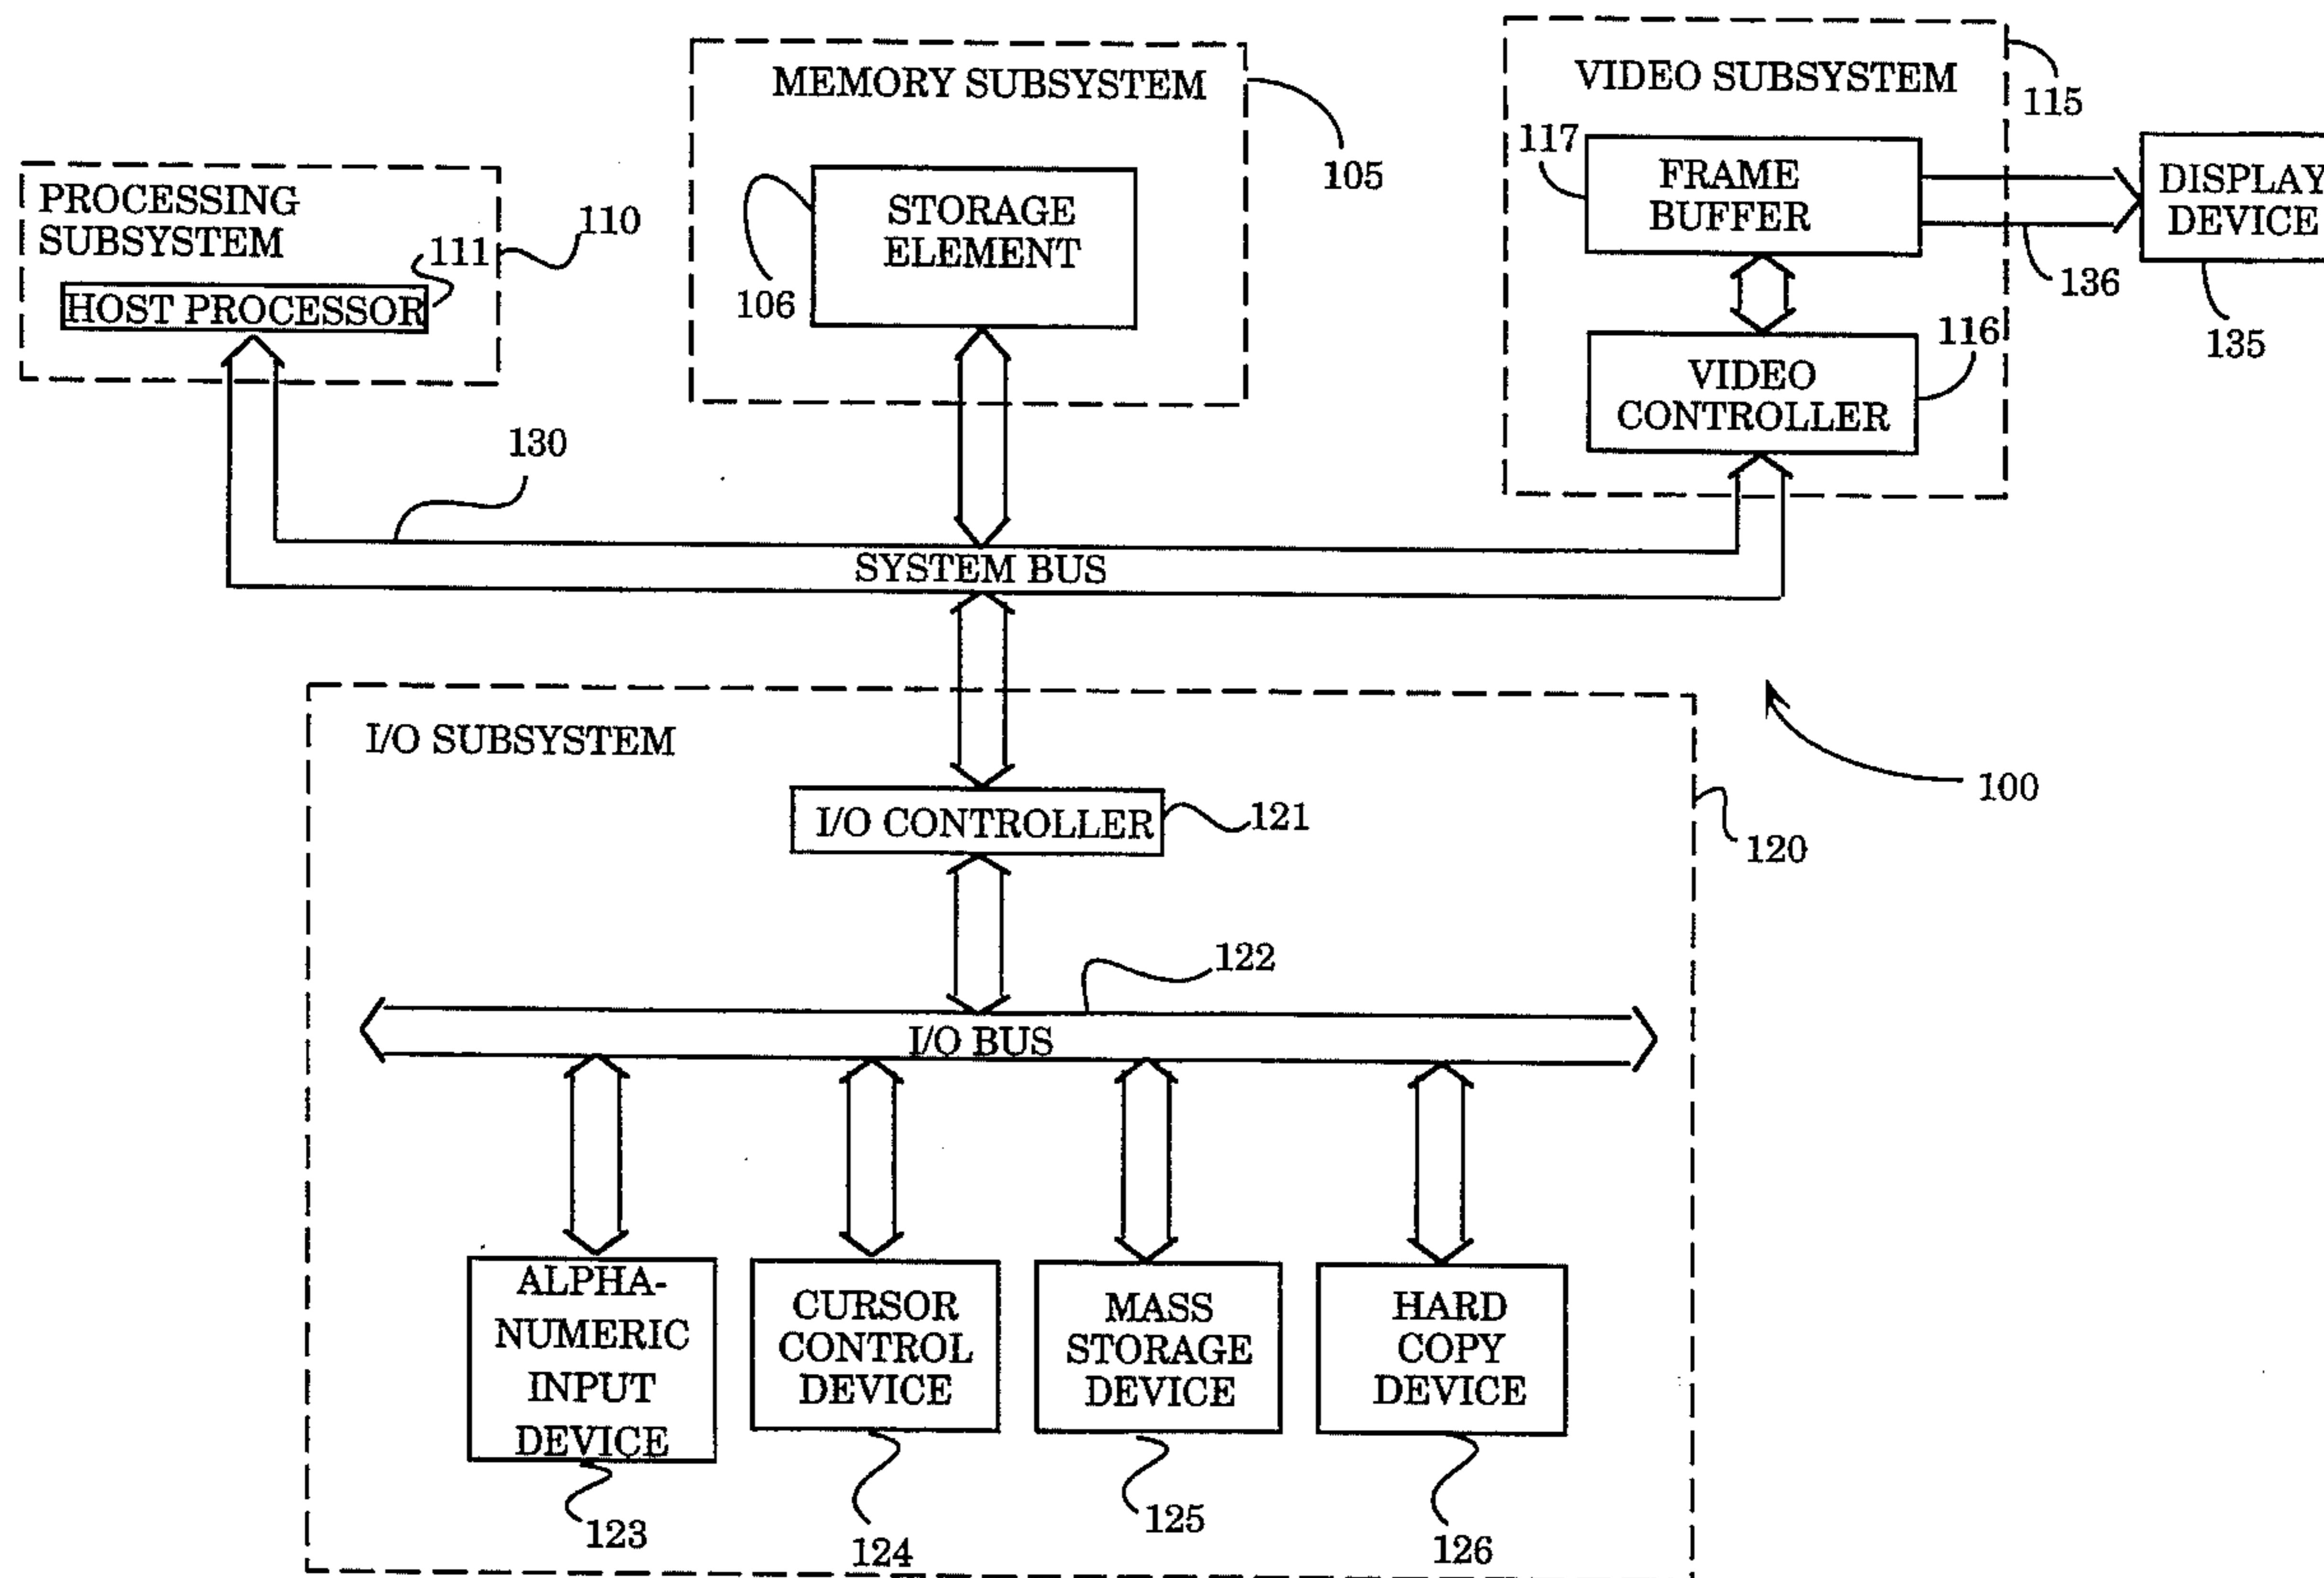 MEMORY SUBSYSTEM
105
STORAGE
ELEMENT
106
VIDEO SUBSYSTEM
115
117
FRAME
BUFFER
136
DISPLAY
DEVICE
135
VIDEO
CONTROLLER
116
PROCESSING
SUBSYSTEM
110
111
HOST PROCESSOR
130
SYSTEM BUS
100
I/O SUBSYSTEM
120
I/O CONTROLLER
121
122
I/O BUS
ALPHA-
NUMERIC
INPUT
DEVICE
123
CURSOR
CONTROL
DEVICE
124
MASS
STORAGE
DEVICE
125
HARD
COPY
DEVICE
126